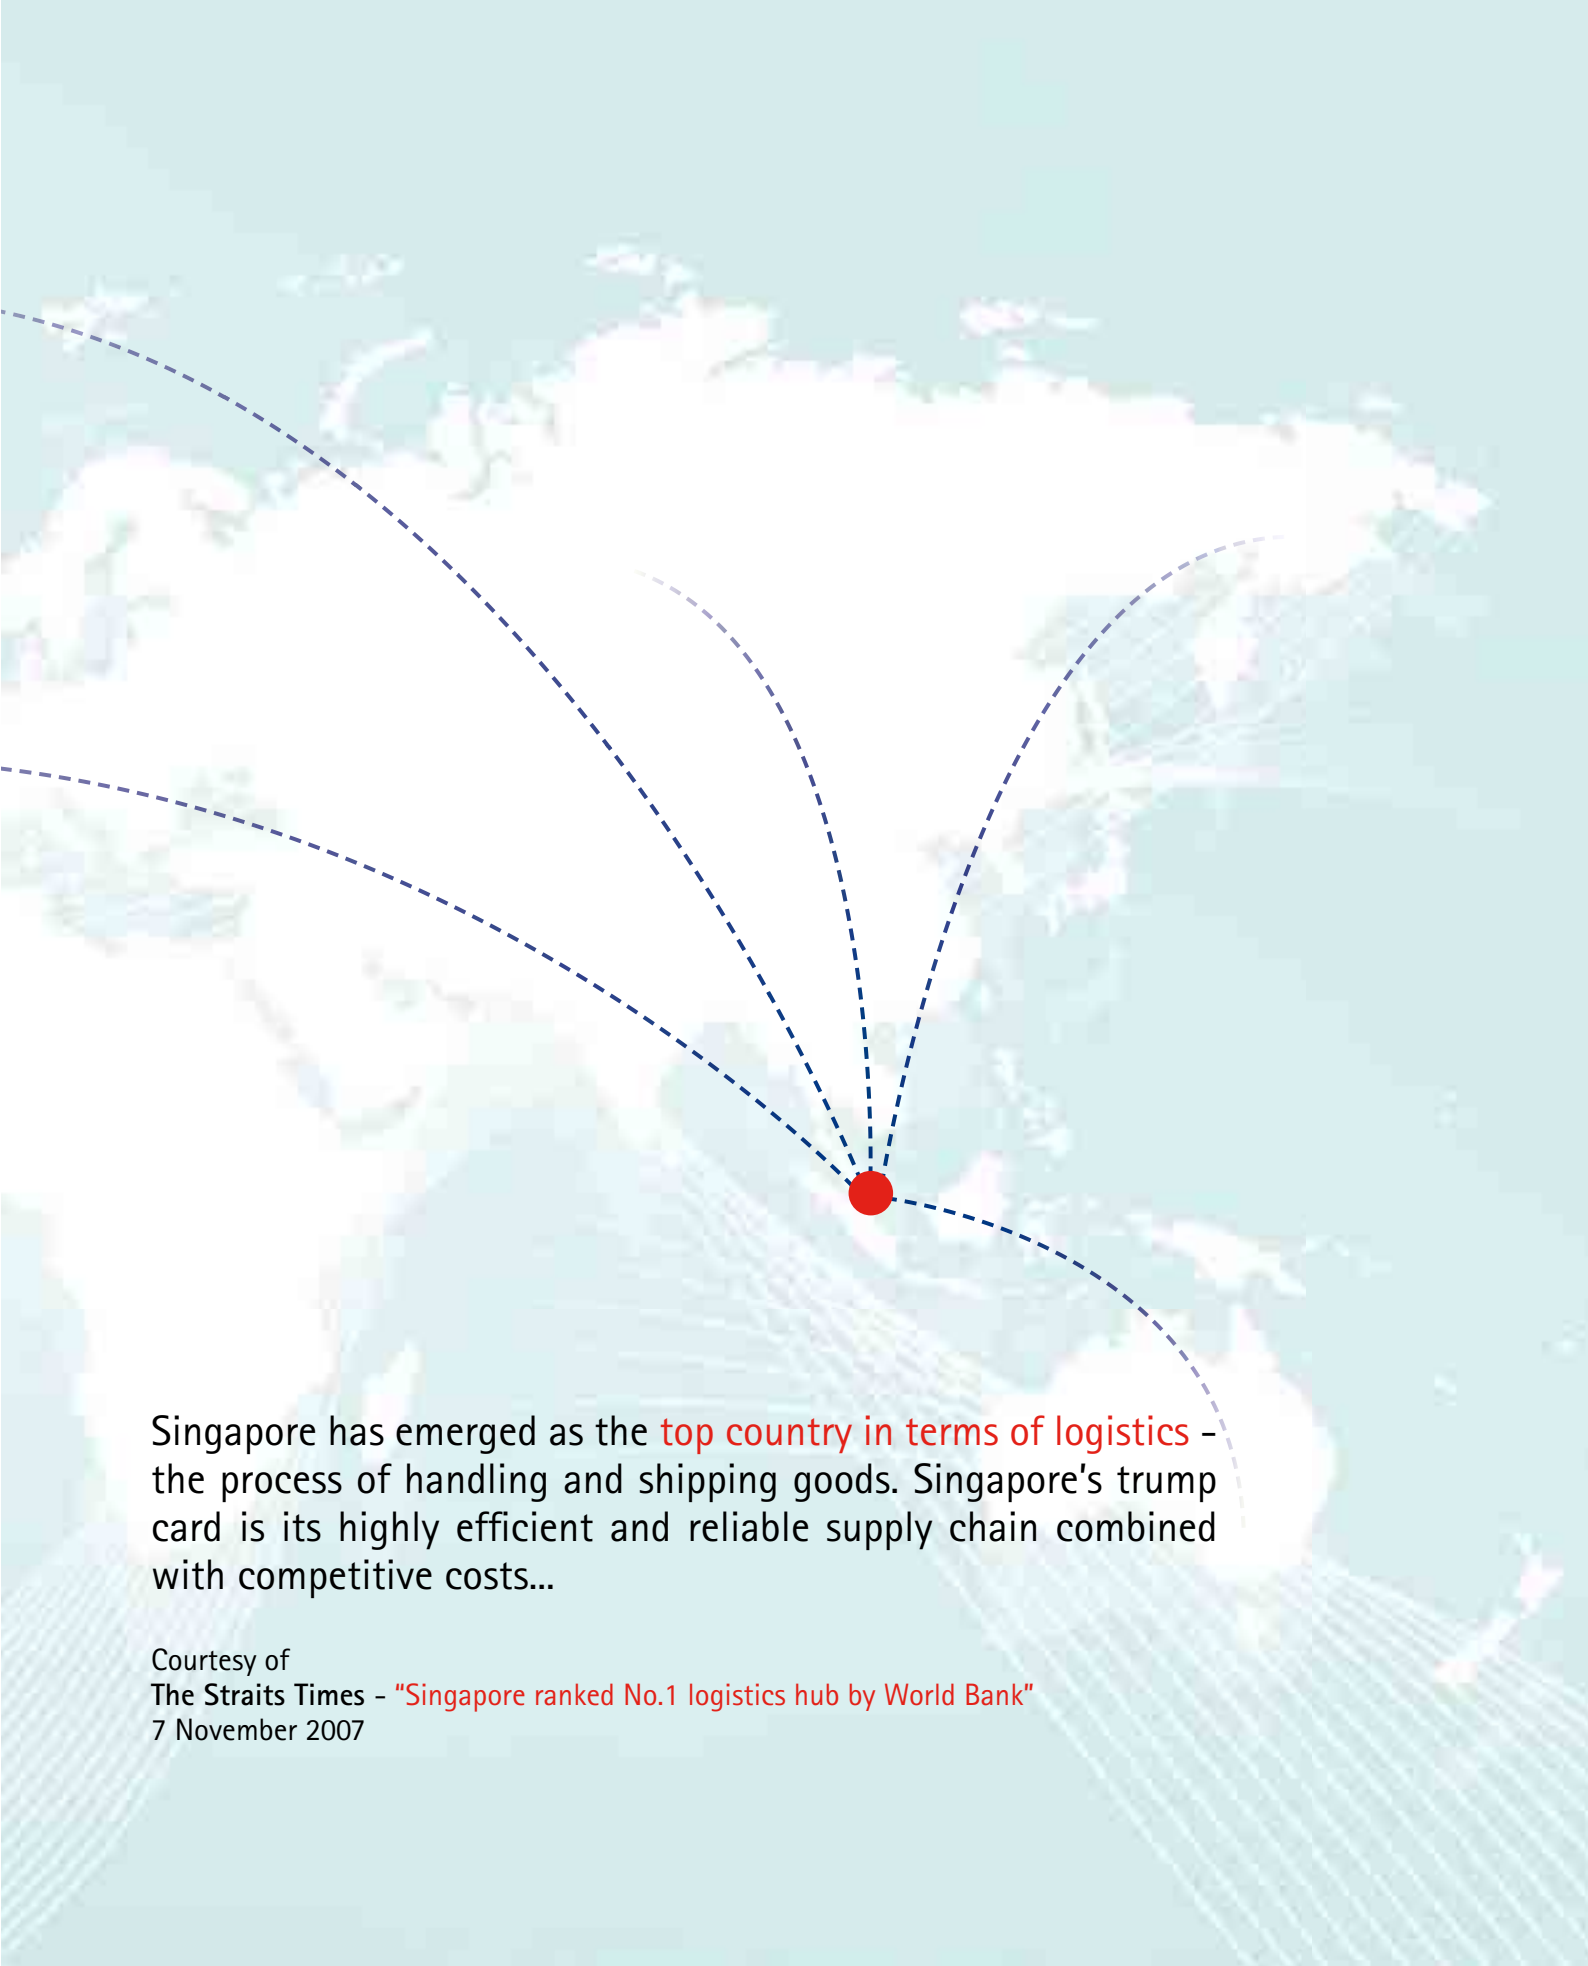 Singapore has emerged as the top country in terms of logistics -
the process of handling and shipping goods. Singapore’s trump
card is its highly efficient and reliable supply chain combined
with competitive costs...
Courtesy of
The Straits Times - “Singapore ranked No.1 logistics hub by World Bank”
7 November 2007